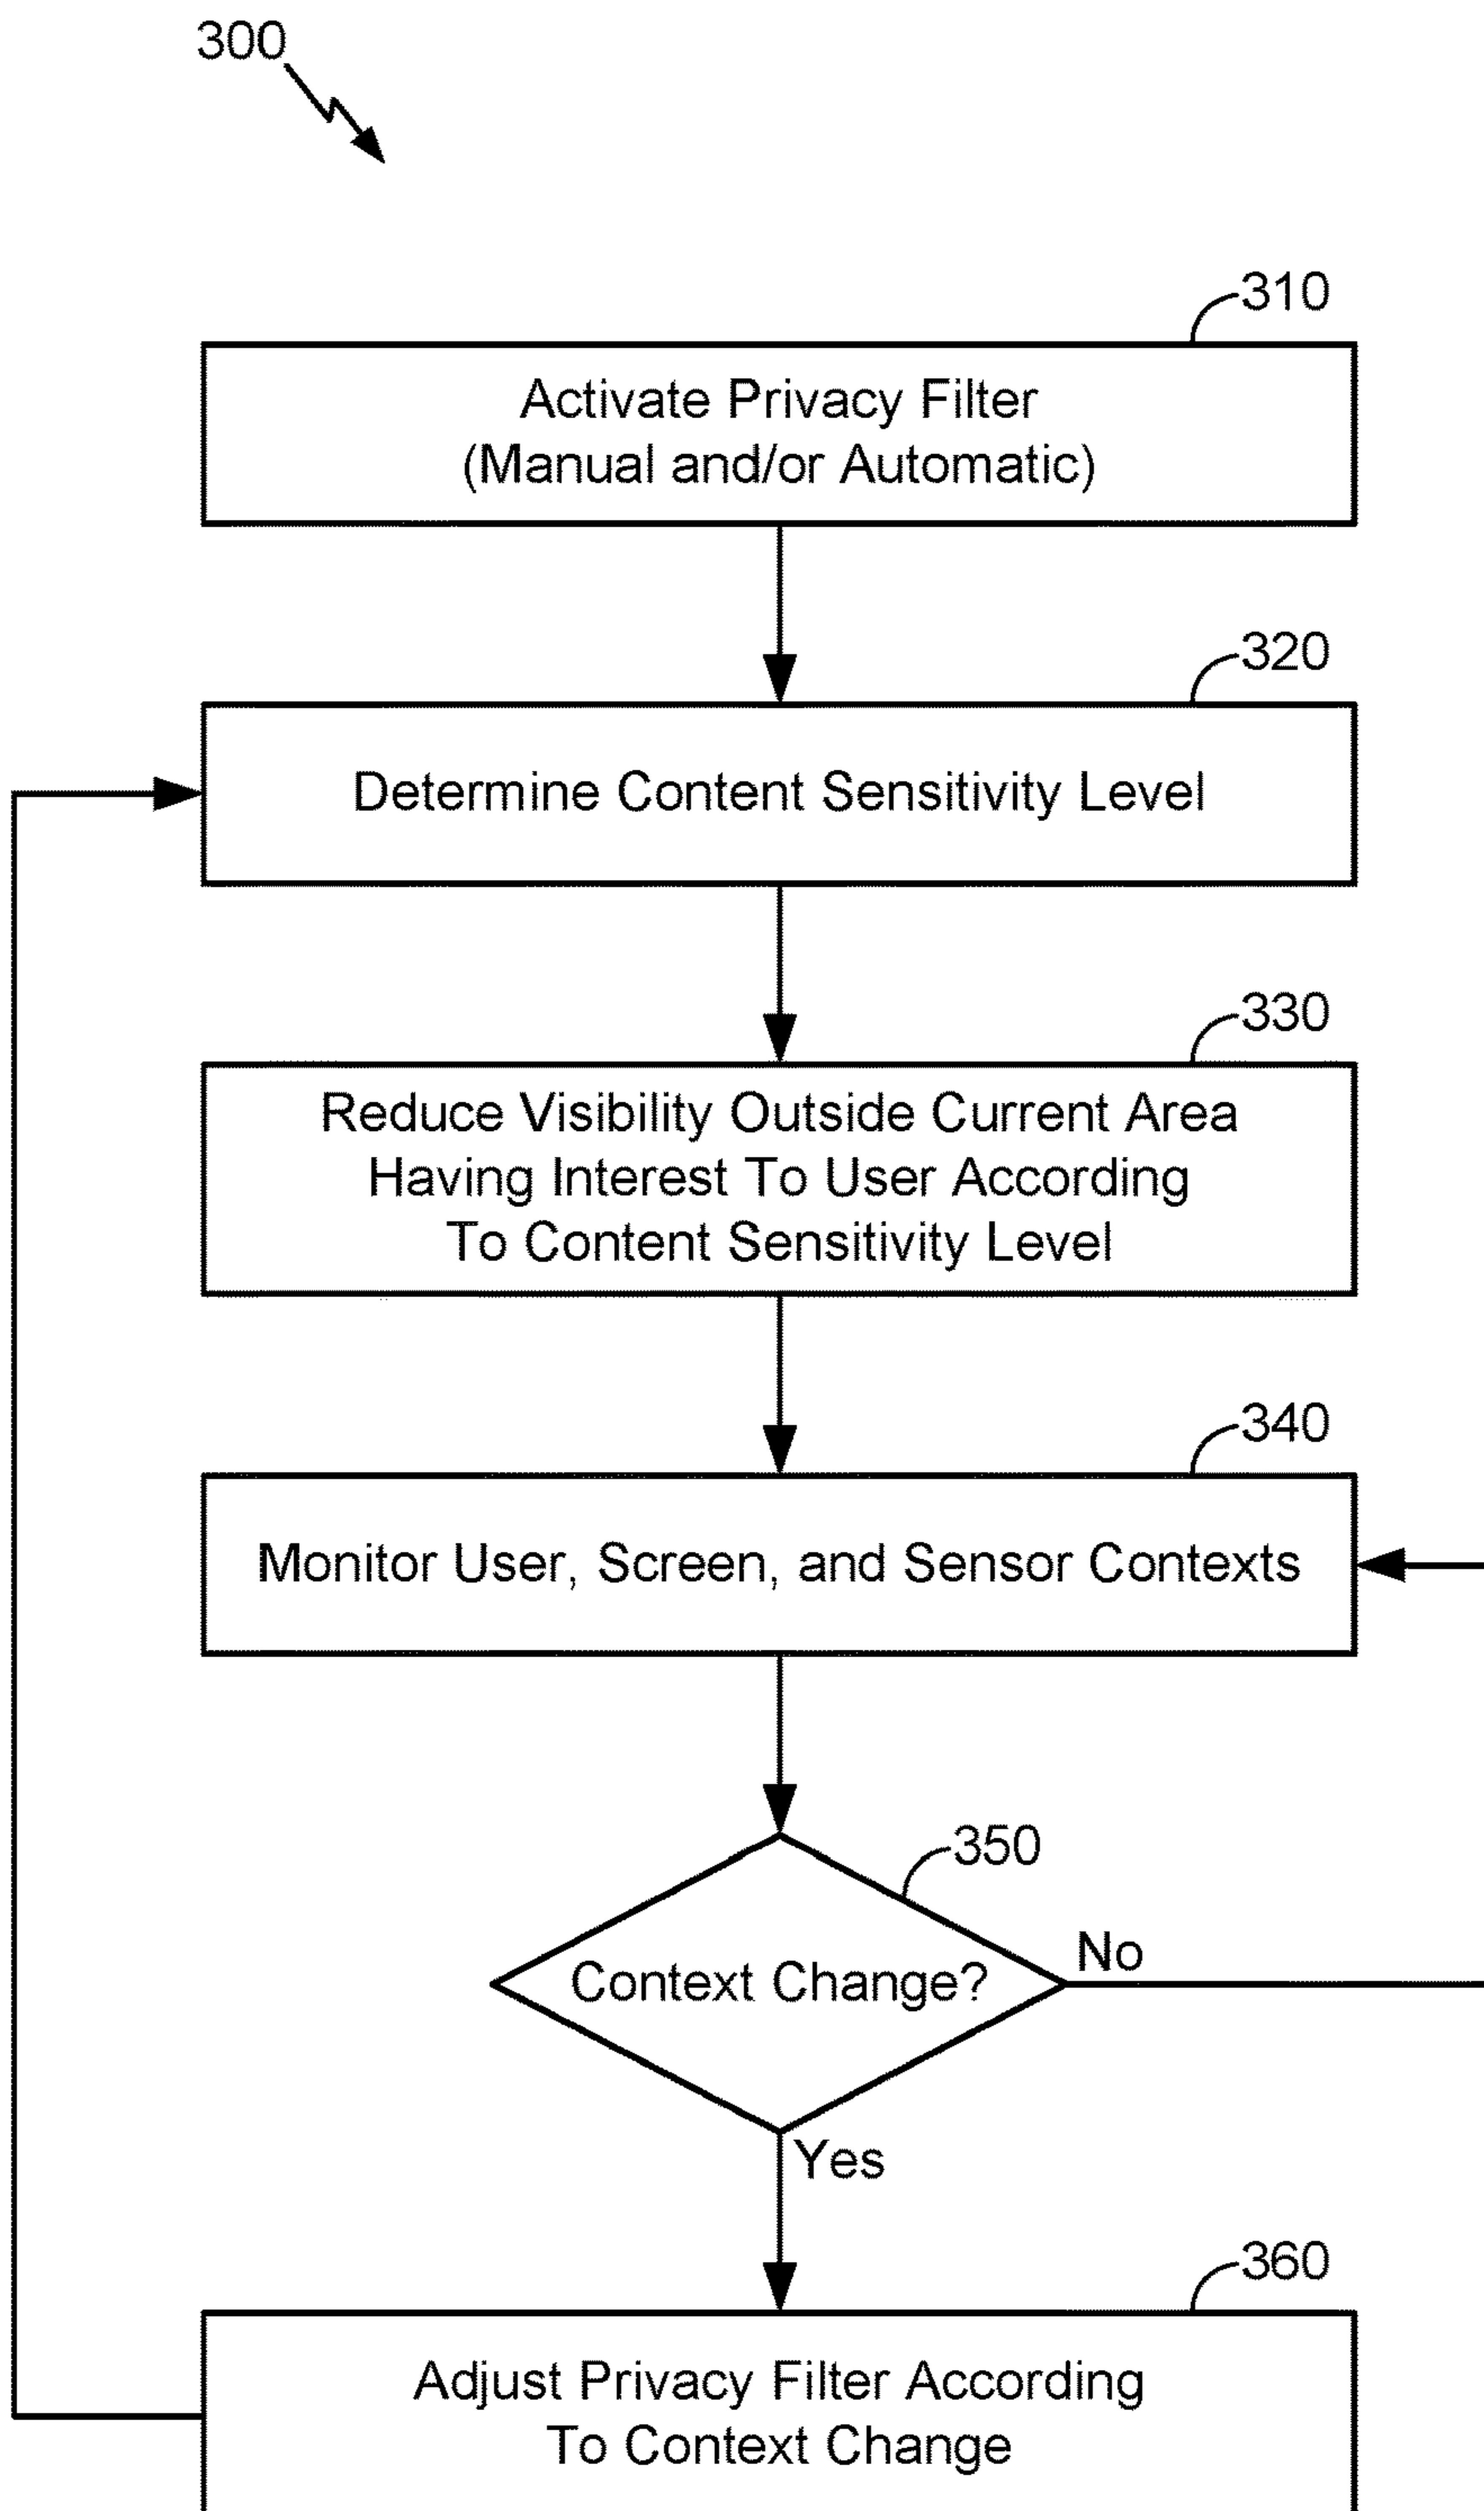 300
310
Activate Privacy Filter
(Manual and/or Automatic)
320
Determine Content Sensitivity Level
330
Reduce Visibility Outside Current Area
Having Interest To User According
To Content Sensitivity Level
340
Monitor User, Screen, and Sensor Contexts
350
Context Change?
No
Yes
360
Adjust Privacy Filter According
To Context Change